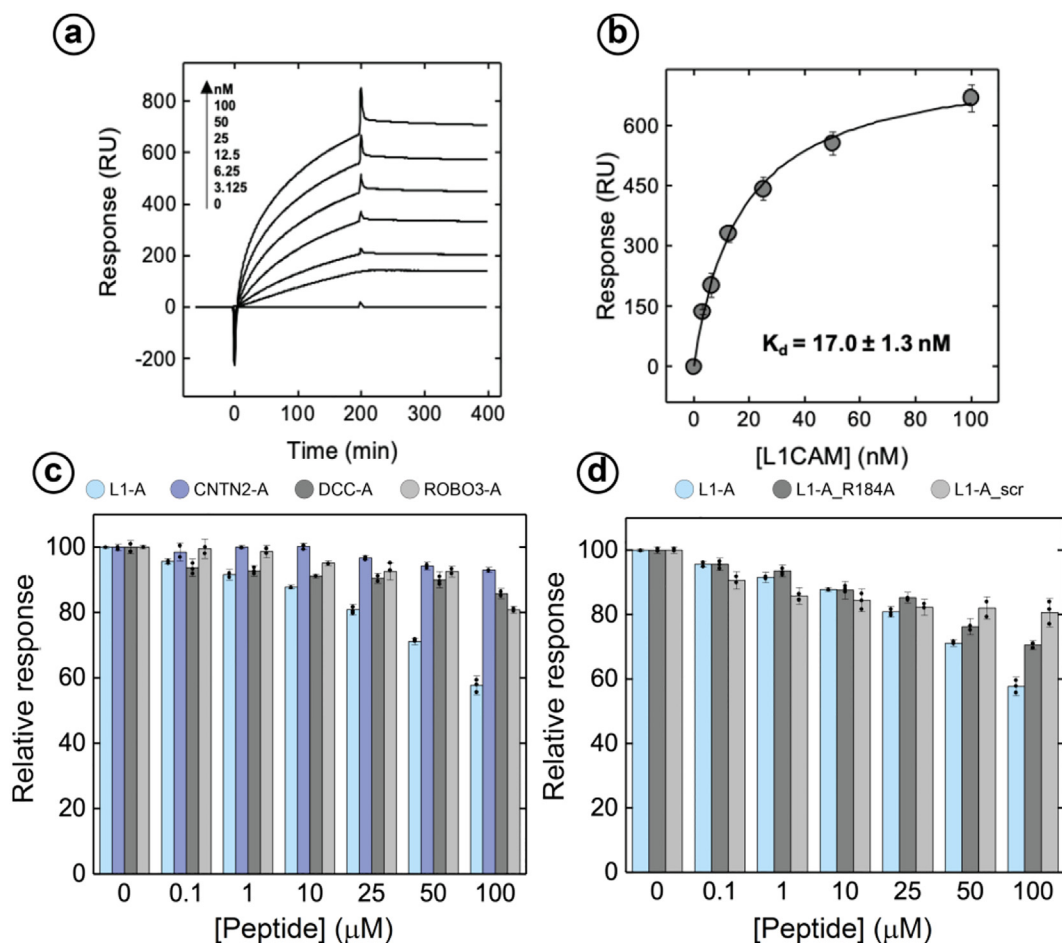 a
nM
100
50
25
12.5
6.25
3.125
0
Response (RU)
800
600
400
200
0
-200
0 100 200 300 400
Time (min)
b
Response (RU)
600
450
300
150
0
K_d = 17.0 ± 1.3 nM
0 20 40 60 80 100
[L1CAM] (nM)
c
L1-A CNTN2-A DCC-A ROBO3-A
Relative response
100
80
60
40
20
0
0 0.1 1 10 25 50 100
[Peptide] (μM)
d
L1-A L1-A_R184A L1-A_scr
Relative response
100
80
60
40
20
0
0 0.1 1 10 25 50 100
[Peptide] (μM)